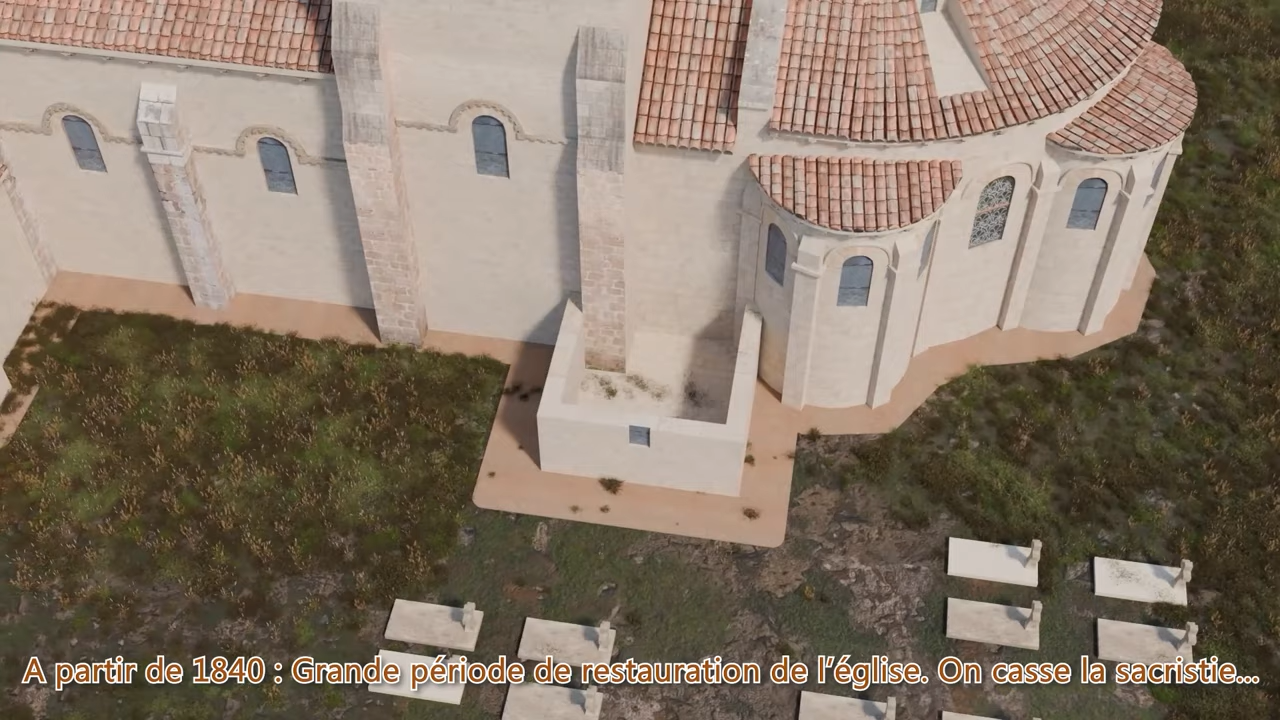 A partir de 1840 : Grande période de restauration de l'église. On casse la sacristie...